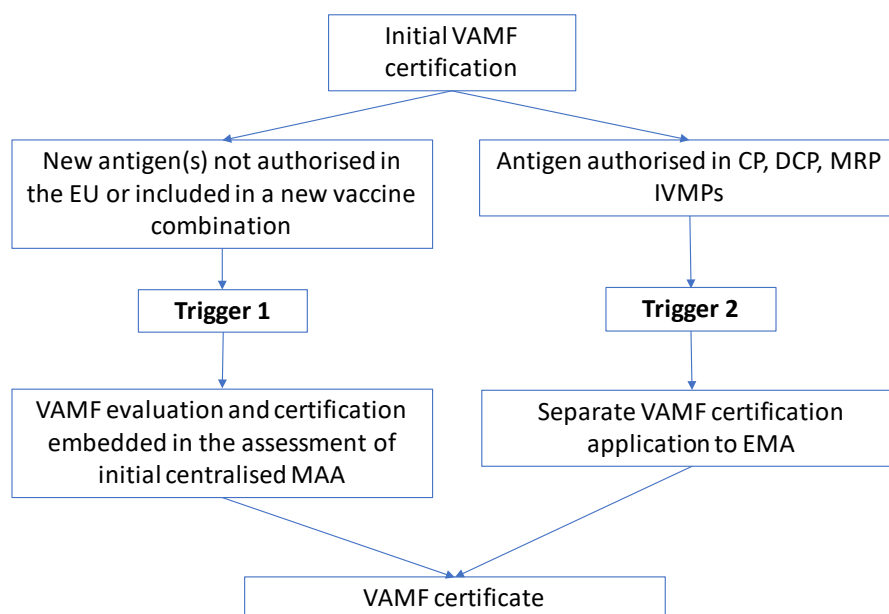 Initial VAMF
certification
New antigen(s) not authorised in
the EU or included in a new vaccine
combination
Antigen authorised in CP, DCP, MRP
IVMPs
Trigger 1
Trigger 2
VAMF evaluation and certification
embedded in the assessment of
initial centralised MAA
Separate VAMF certification
application to EMA
VAMF certificate